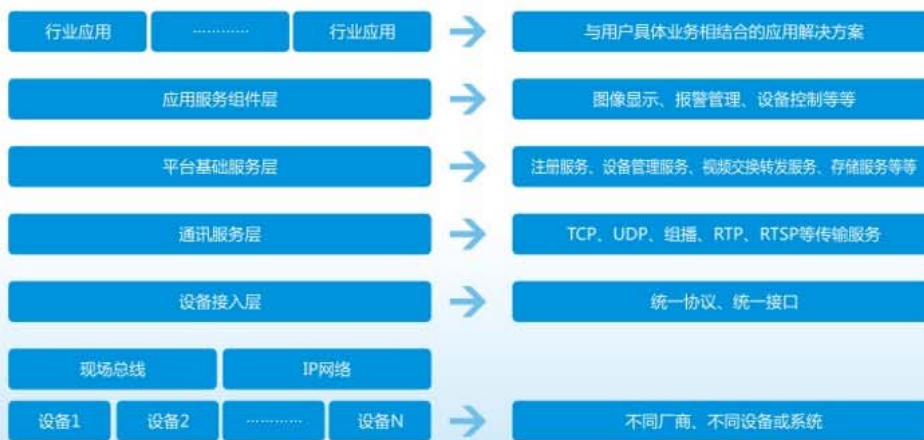 行业应用
…………
行业应用
与用户具体业务相结合的应用解决方案
应用服务组件层
图像显示、报警管理、设备控制等等
平台基础服务层
注册服务、设备管理服务、视频交换转发服务、存储服务等等
通讯服务层
TCP、UDP、组播、RTP、RTSP等传输服务
设备接入层
统一协议、统一接口
现场总线
IP网络
设备1
设备2
…………
设备N
不同厂商、不同设备或系统